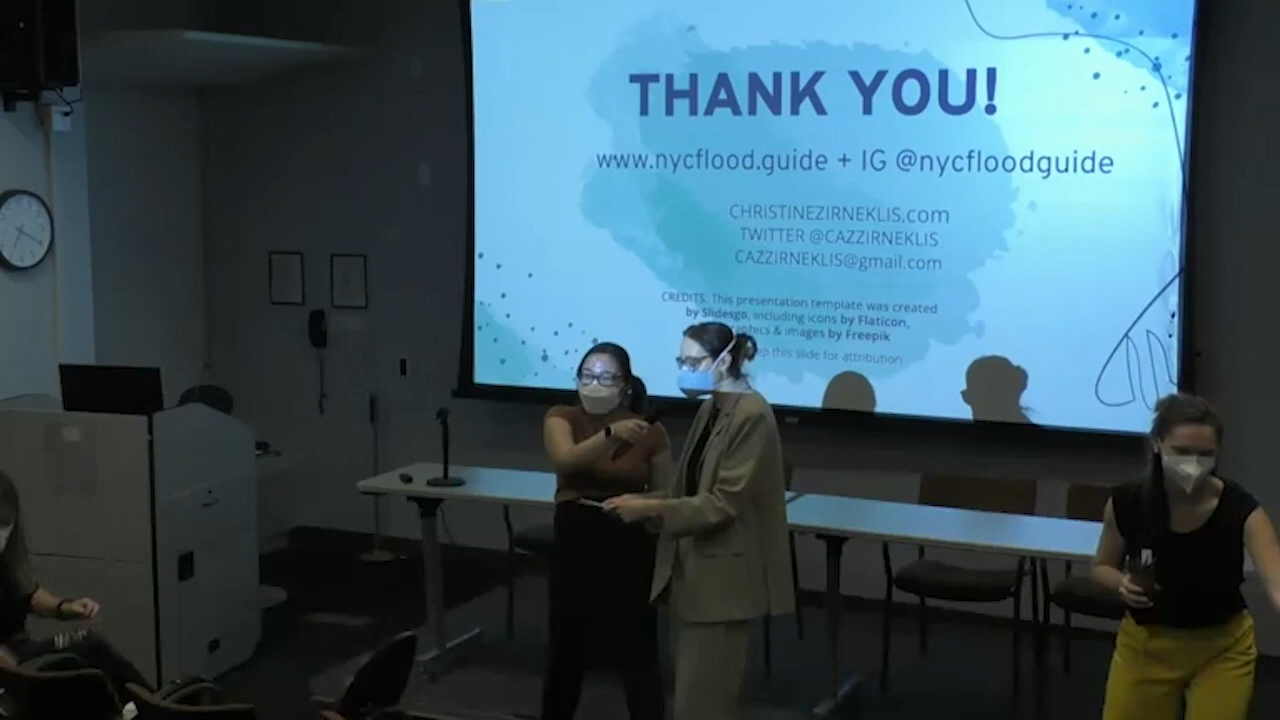 THANK YOU!
www.nycflood.guide + IG @nycfloodguide
CHRISTINEZIRNEKLIS.com
TWITTER @CAZZIRNEKLIS
CAZZIRNEKLIS@gmail.com
CREDITS: This presentation template was created
by Slidesgo, including icons by Flaticon,
& images by Freepik
this slide for attribution